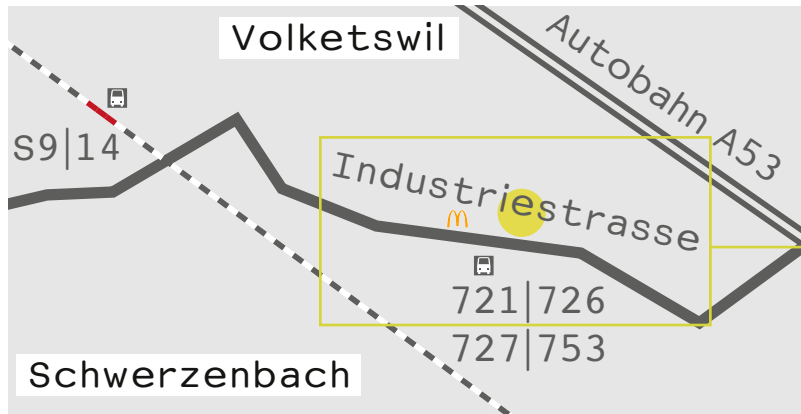 Volketswil
Autobahn A53
S9|14
Industriestrasse
721|726
727|753
Schwerzenbach